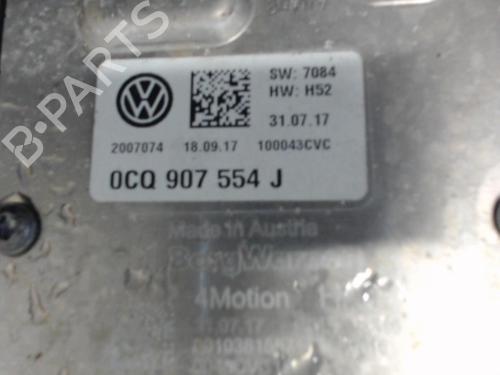 VW
SW: 7084
HW: H52
31.07.17
2007074 18.09.17 100043CVC
0CQ 907 554 J
Made in Austria
BorgWarner
4Motion
31.07.17
B-PARTS